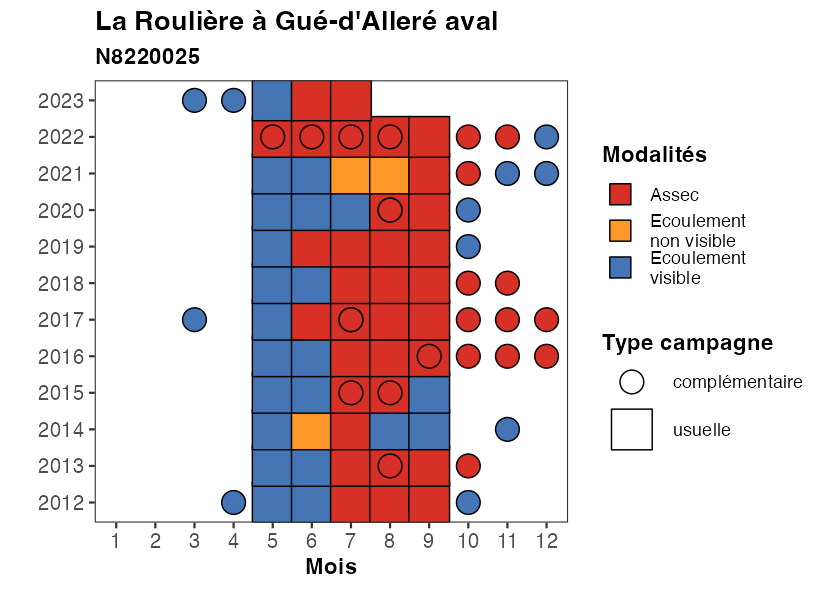 La Roulière à Gué-d'Alleré aval
N8220025
2023
2022
2021
2020
2019
2018
2017
2016
2015
2014
2013
2012
1 2 3 4 5 6 7 8 9 10 11 12
Mois
Modalités
Assec
Ecoulement
non visible
Ecoulement
visible
Type campagne
complémentaire
usuelle